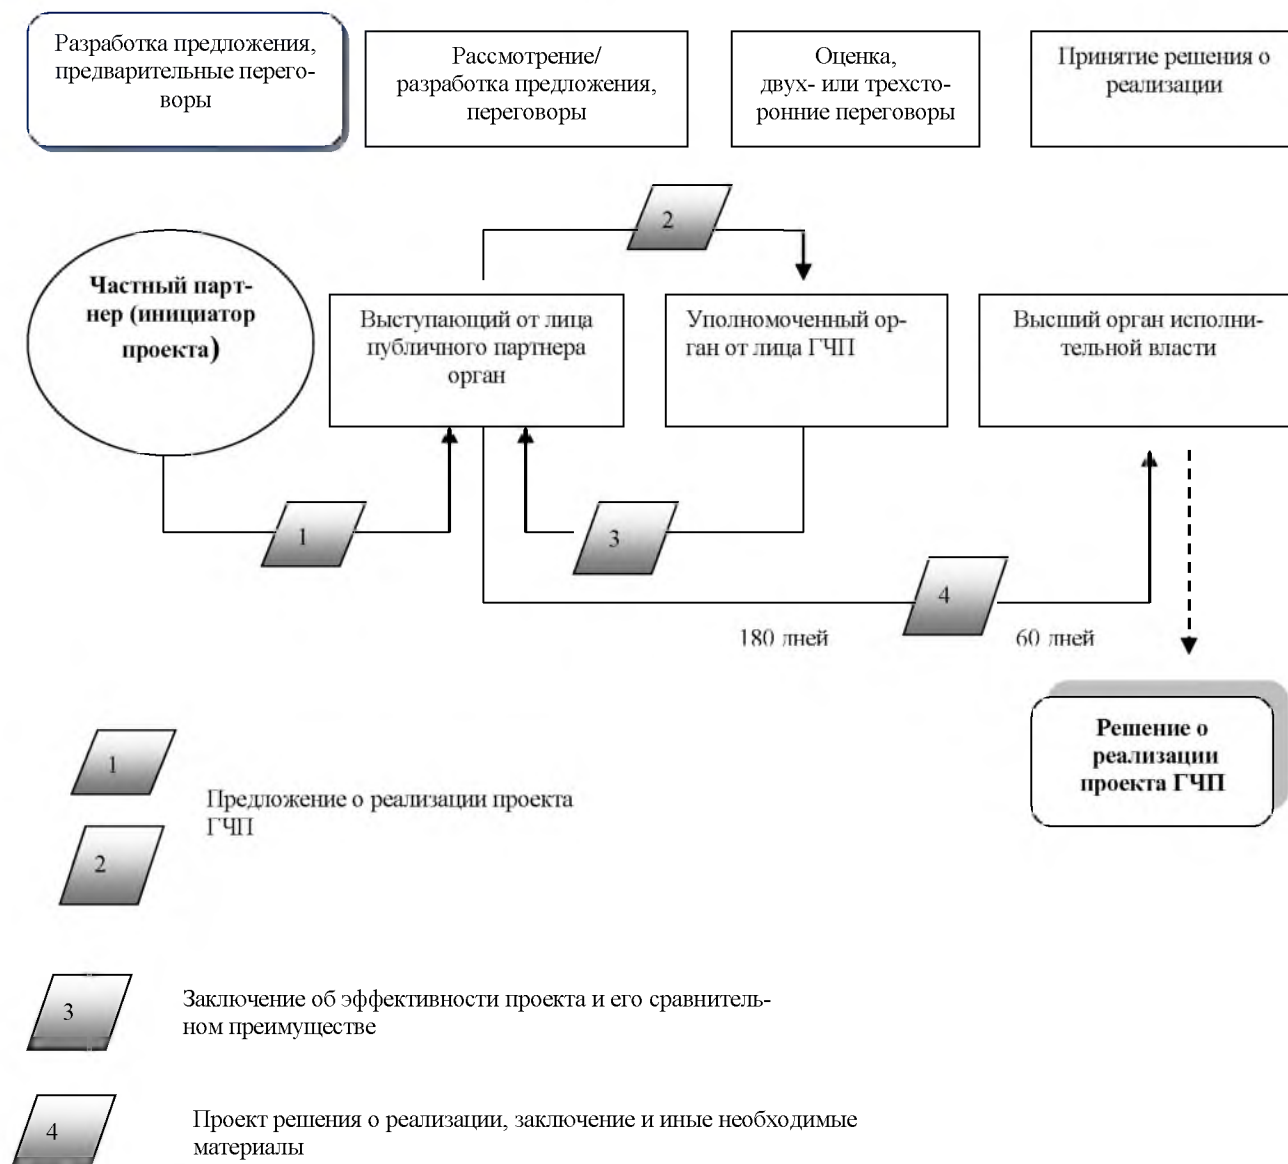 Разработка предложения,
предварительные перего-
воры
Рассмотрение/
разработка предложения,
переговоры
Оценка,
двух- или трехсто-
ронние переговоры
Принятие решения о
реализации
2
Частный парт-
нер (инициатор
проекта)
Выступающий от лица
публичного партнера
орган
Уполномоченный ор-
ган от лица ГЧП
Высший орган исполни-
тельной власти
1
3
4
180 дней
60 дней
Решение о
реализации
проекта ГЧП
1
Предложение о реализации проекта
ГЧП
2
3
Заключение об эффективности проекта и его сравнитель-
ном преимуществе
4
Проект решения о реализации, заключение и иные необходимые
материалы